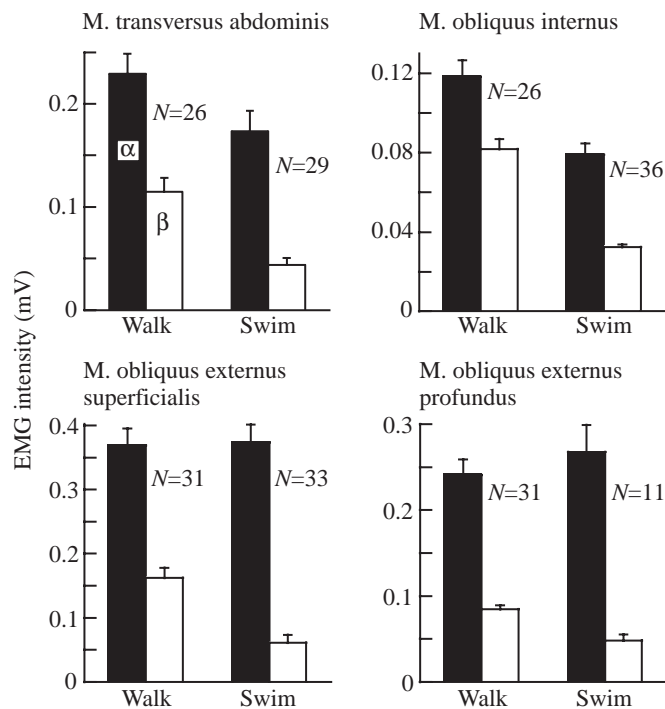 M. transversus abdominis
0.2
0.1
0
α
β
N=26
N=29
Walk Swim
M. obliquus internus
0.12
0.08
0.04
0
N=26
N=36
Walk Swim
EMG intensity (mV)
M. obliquus externus
superficialis
0.4
0.3
0.2
0.1
0
N=31
N=33
Walk Swim
M. obliquus externus
profundus
0.3
0.2
0.1
0
N=31
N=11
Walk Swim